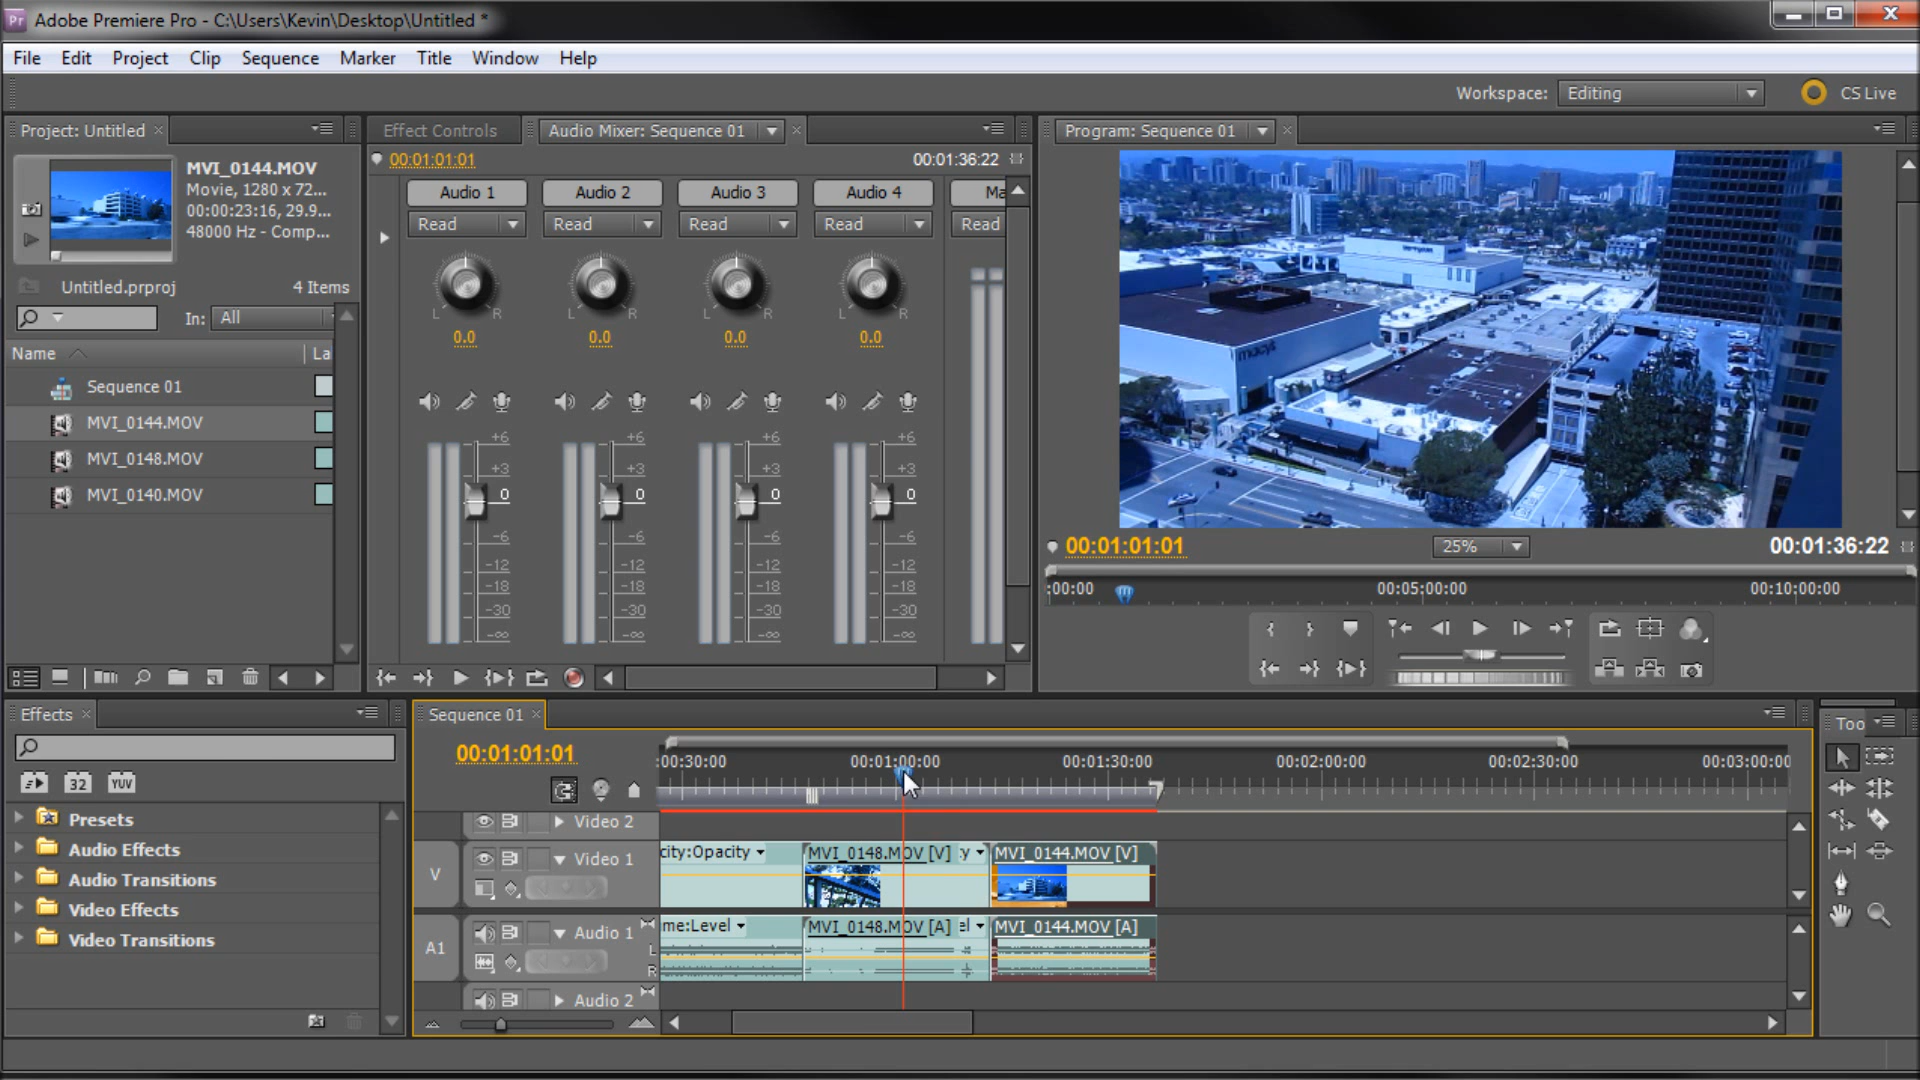 Pr Adobe Premiere Pro - C:\Users\Kevin\Desktop\Untitled *
File Edit Project Clip Sequence Marker Title Window Help
Workspace: Editing CS Live
Project: Untitled
MVI_0144.MOV
Movie, 1280 x 72...
00:00:23:16, 29.9...
48000 Hz - Comp...
Untitled.prproj 4 Items
In: All
Name La
Sequence 01
MVI_0144.MOV
MVI_0148.MOV
MVI_0140.MOV
Effect Controls Audio Mixer: Sequence 01
00:01:01:01 00:01:36:22
Audio 1 Audio 2 Audio 3 Audio 4 Ma
Read Read Read Read Read
L R L R L R L R
0.0 0.0 0.0 0.0
+6 +6 +6 +6
+3 +3 +3 +3
0 0 0 0
-6 -6 -6 -6
-12 -12 -12 -12
-18 -18 -18 -18
-30 -30 -30 -30
-∞ -∞ -∞ -∞
Program: Sequence 01
macys
00:01:01:01 25% 00:01:36:22
:00:00 00:05:00:00 00:10:00:00
Effects
32 YUV
Presets
Audio Effects
Audio Transitions
Video Effects
Video Transitions
Sequence 01
00:01:01:01
:00:30:00 00:01:00:00 00:01:30:00 00:02:00:00 00:02:30:00 00:03:00:00
Video 2
V Video 1 city:Opacity MVI_0148.MOV [V] :y MVI_0144.MOV [V]
A1 Audio 1 me:Level MVI_0148.MOV [A] el MVI_0144.MOV [A]
L
R
Audio 2
Too